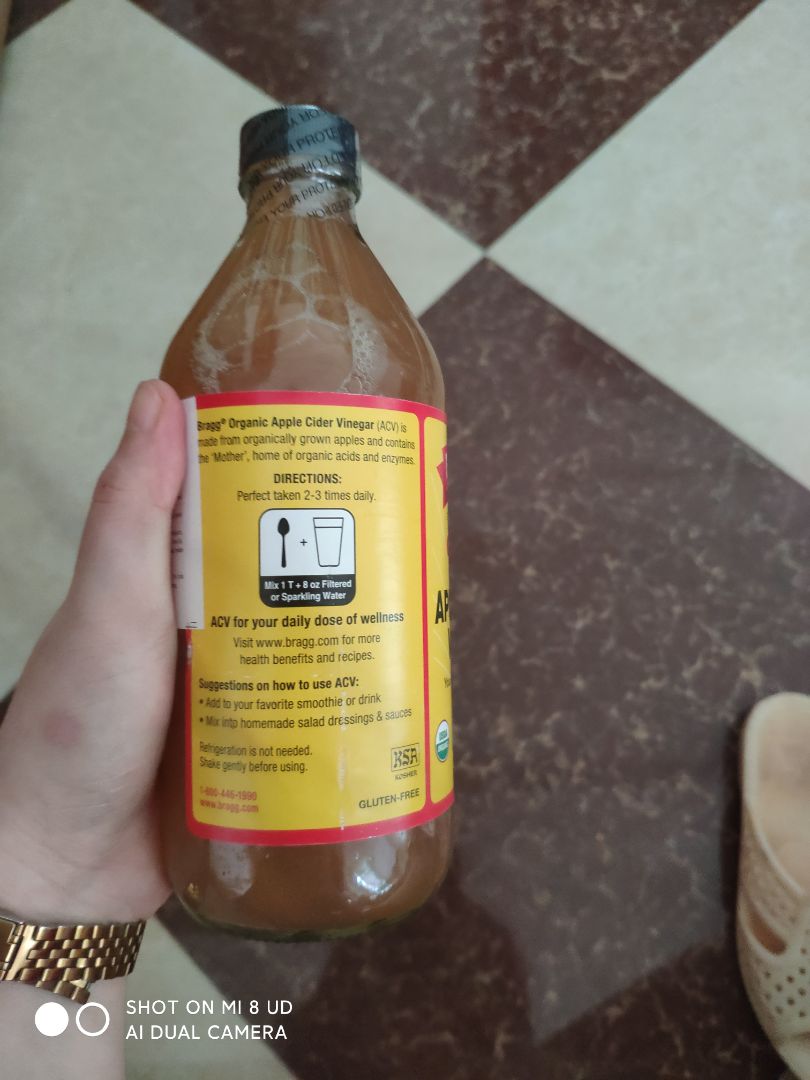 YOUR PROTE
Bragg® Organic Apple Cider Vinegar (ACV) is
made from organically grown apples and contains
the 'Mother', home of organic acids and enzymes.
DIRECTIONS:
Perfect taken 2-3 times daily.
+
Mix 1 T + 8 oz Filtered
or Sparkling Water
ACV for your daily dose of wellness
Visit www.bragg.com for more
health benefits and recipes.
Suggestions on how to use ACV:
• Add to your favorite smoothie or drink
• Mix into homemade salad dressings & sauces
Refrigeration is not needed.
Shake gently before using.
1-800-446-1990
www.bragg.com
KSA
KOSHER
GLUTEN-FREE
AP
USDA
ORGANIC
SHOT ON MI 8 UD
AI DUAL CAMERA